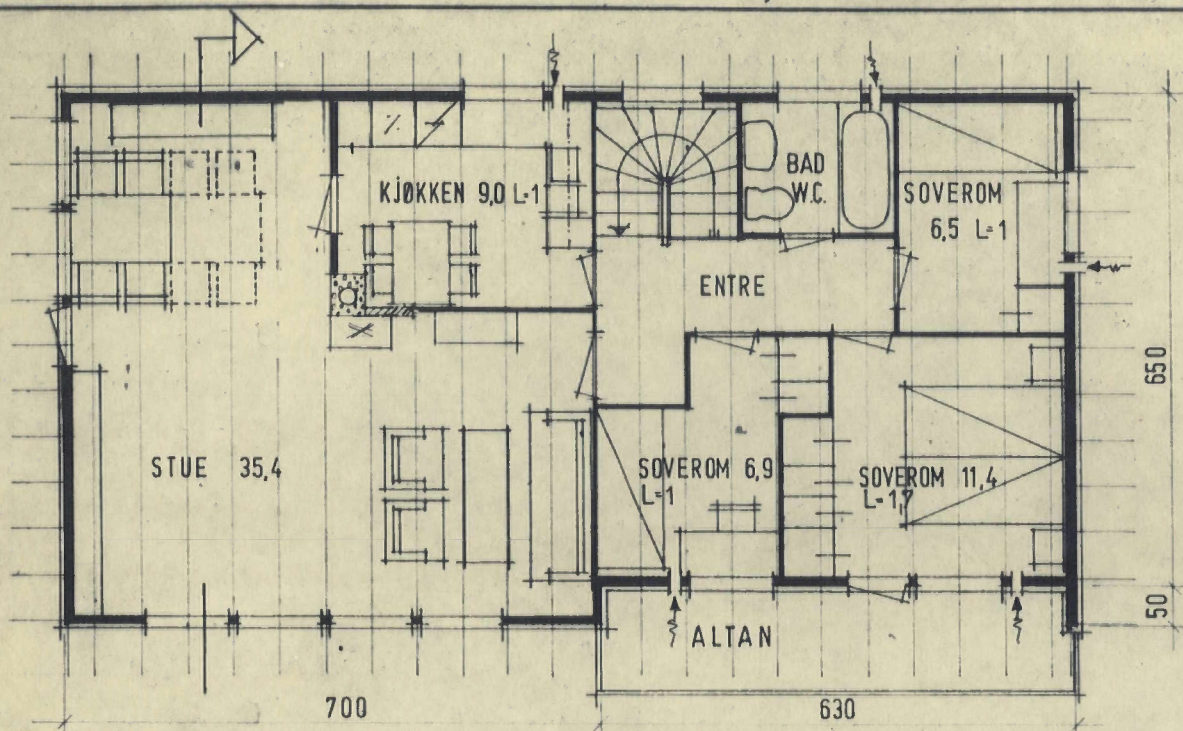 KJØKKEN 9,0 L=1
BAD
W.C.
SOVEROM
6,5 L=1
ENTRE
650
STUE 35,4
SOVEROM 6,9
L=1
SOVEROM 11,4
L=1,7
50
ALTAN
700
630